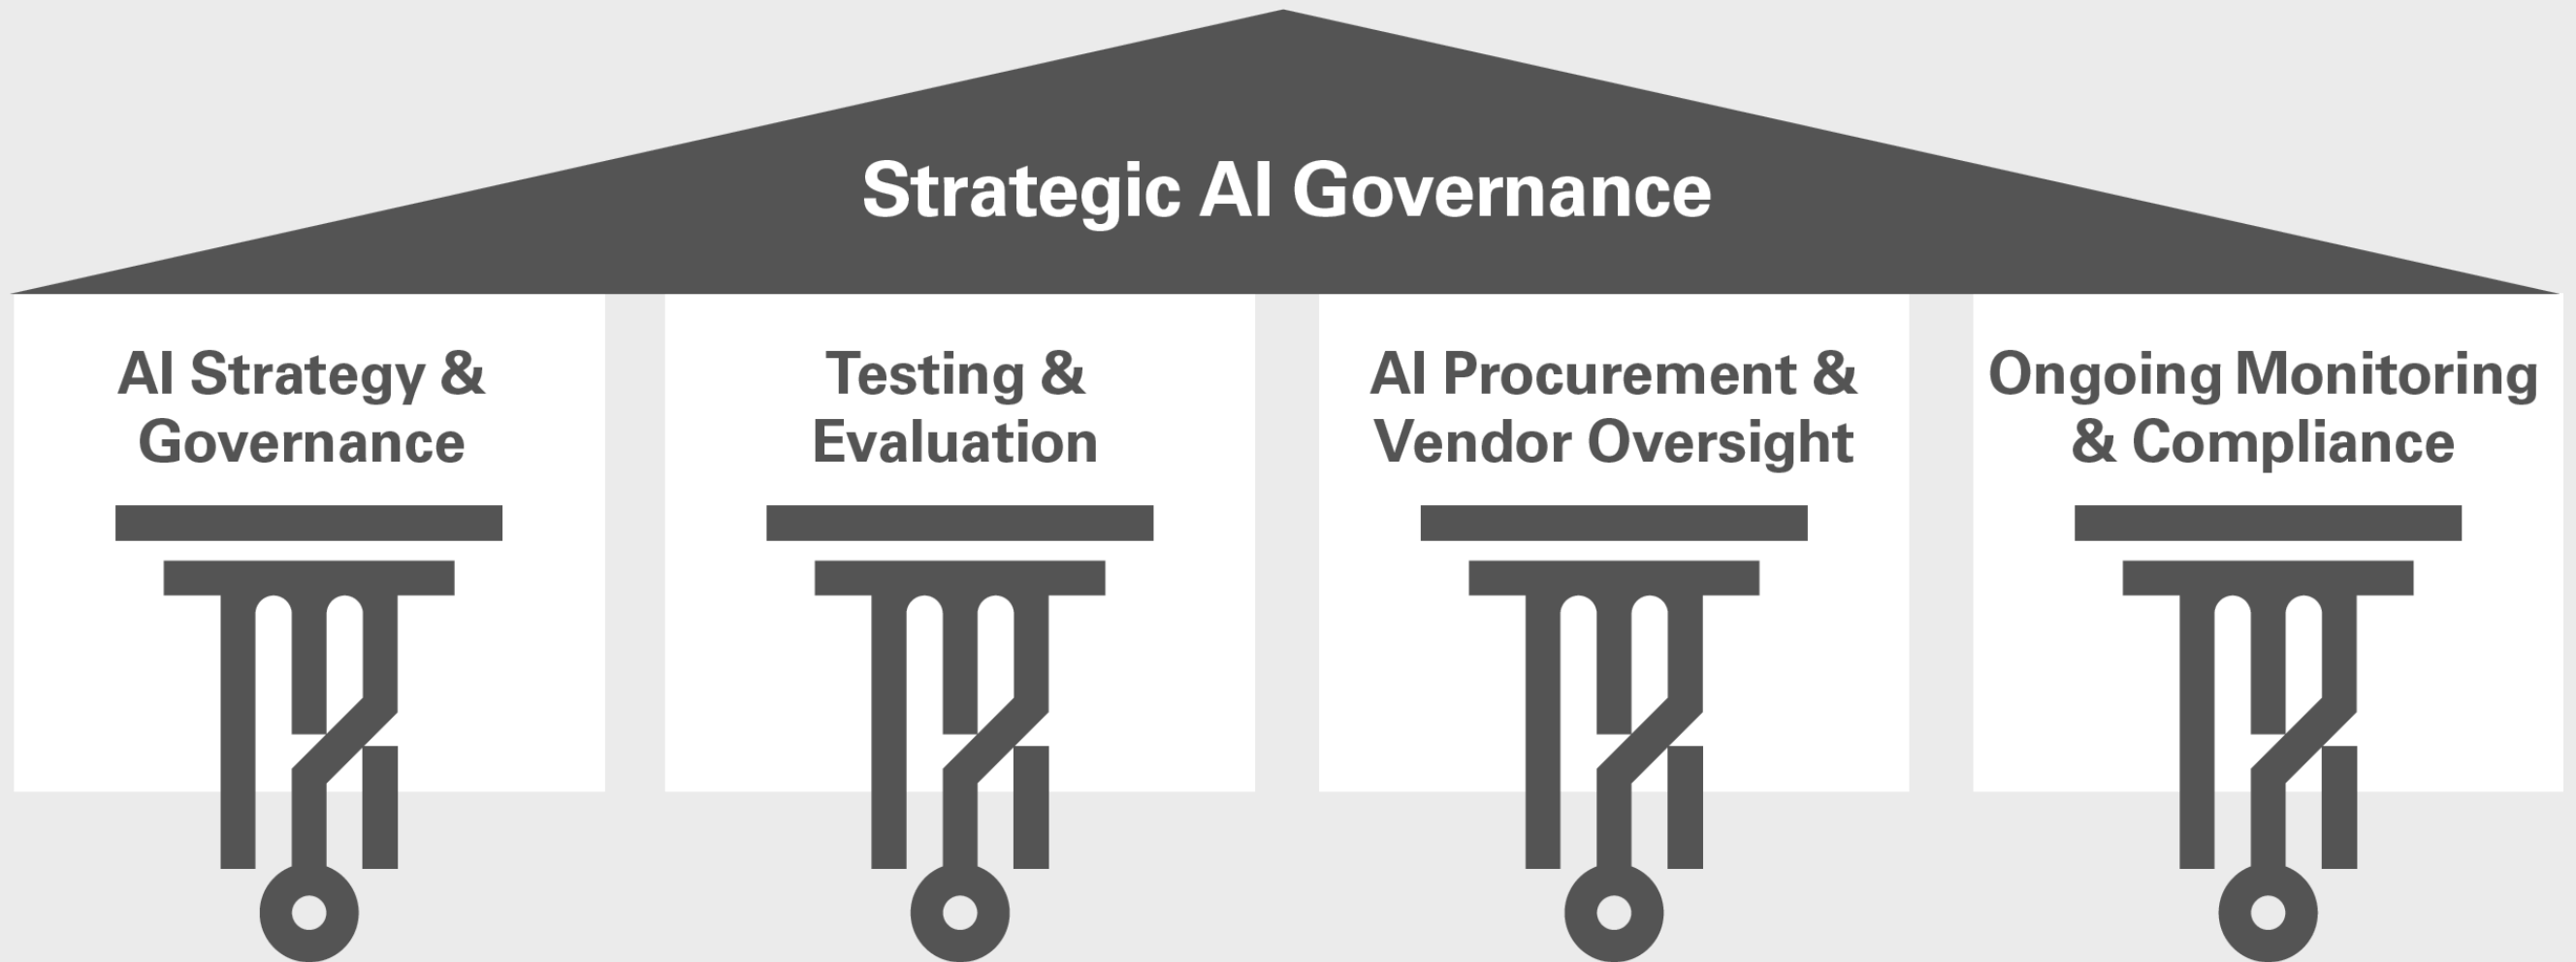 Strategic AI Governance
AI Strategy &
Governance
Testing &
Evaluation
AI Procurement &
Vendor Oversight
Ongoing Monitoring
& Compliance